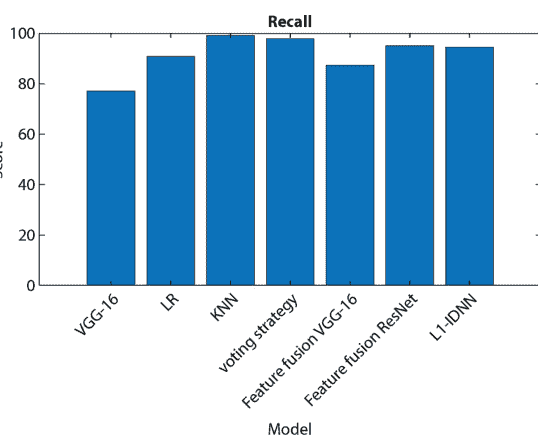 Recall
100
80
60
40
20
0
Score
VGG-16
LR
KNN
voting strategy
Feature fusion VGG-16
Feature fusion ResNet
L1-IDNN
Model